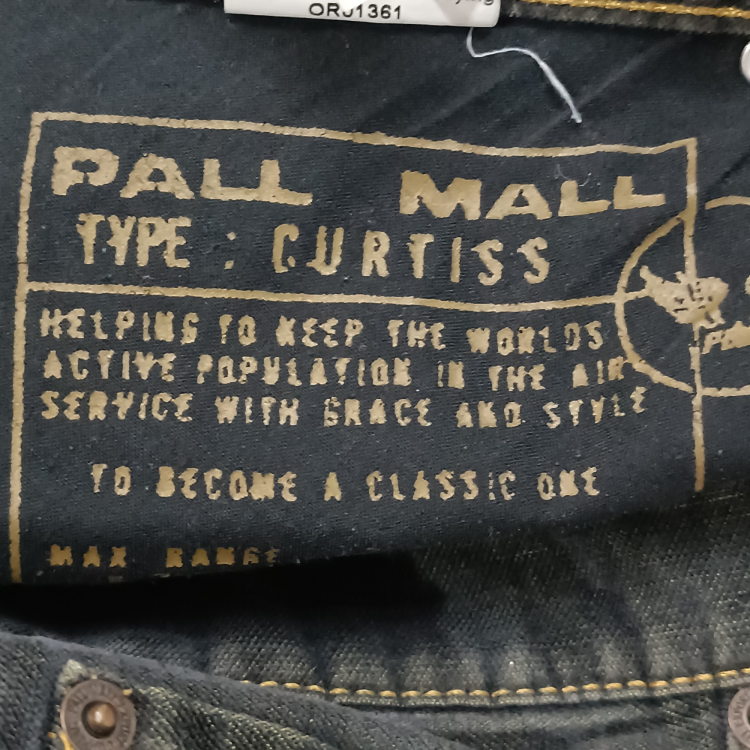 ORJ1361
PALL MALL
TYPE : CURTISS
HELPING TO KEEP THE WORLDS
ACTIVE POPULATION IN THE AIR
SERVICE WITH GRACE AND STYLE
TO BECOME A CLASSIC ONE
MAX RANGE